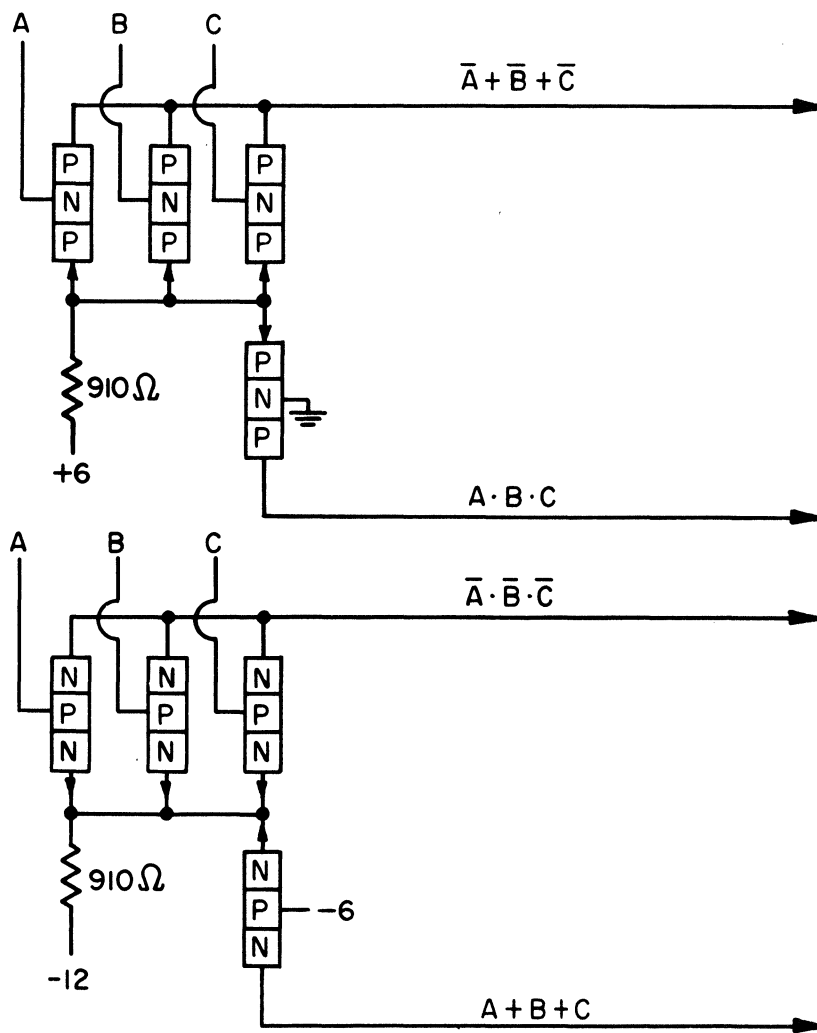 A B C
A̅ + B̅ + C̅
P P P
N N N
P P P
P
910Ω
N
P
+6
A · B · C
A B C
A̅ · B̅ · C̅
N N N
P P P
N N N
910Ω
N
P -6
N
-12
A + B + C